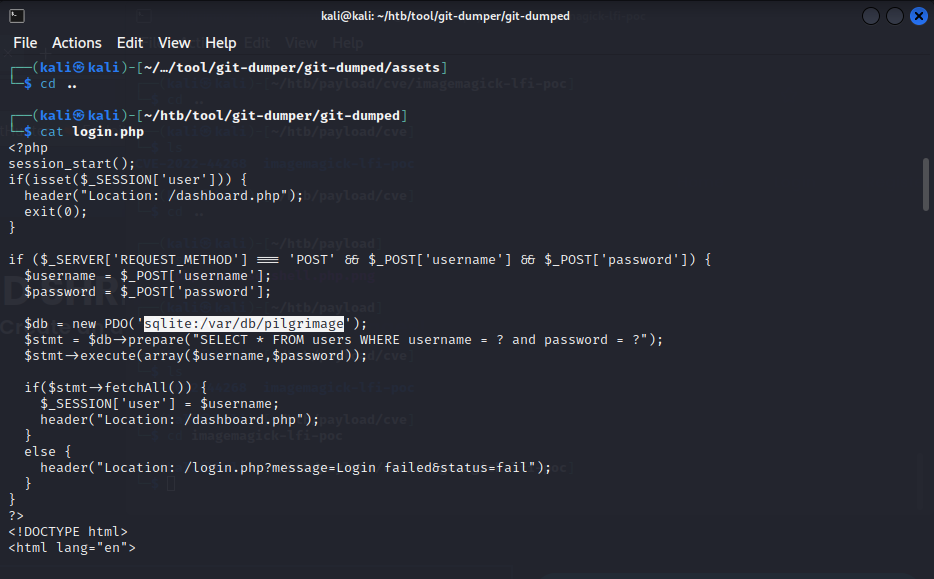 kali@kali: ~/htb/tool/git-dumper/git-dumped
File Actions Edit View Help
┌──(kali㉿kali)-[~/…/tool/git-dumper/git-dumped/assets]
└─$ cd ..
┌──(kali㉿kali)-[~/htb/tool/git-dumper/git-dumped]
└─$ cat login.php
<?php
session_start();
if(isset($_SESSION['user'])) {
  header("Location: /dashboard.php");
  exit(0);
}
if ($_SERVER['REQUEST_METHOD'] === 'POST' && $_POST['username'] && $_POST['password']) {
  $username = $_POST['username'];
  $password = $_POST['password'];
  $db = new PDO('sqlite:/var/db/pilgrimage');
  $stmt = $db->prepare("SELECT * FROM users WHERE username = ? and password = ?");
  $stmt->execute(array($username,$password));
  if($stmt->fetchAll()) {
    $_SESSION['user'] = $username;
    header("Location: /dashboard.php");
  }
  else {
    header("Location: /login.php?message=Login failed&status=fail");
  }
}
?>
<!DOCTYPE html>
<html lang="en">